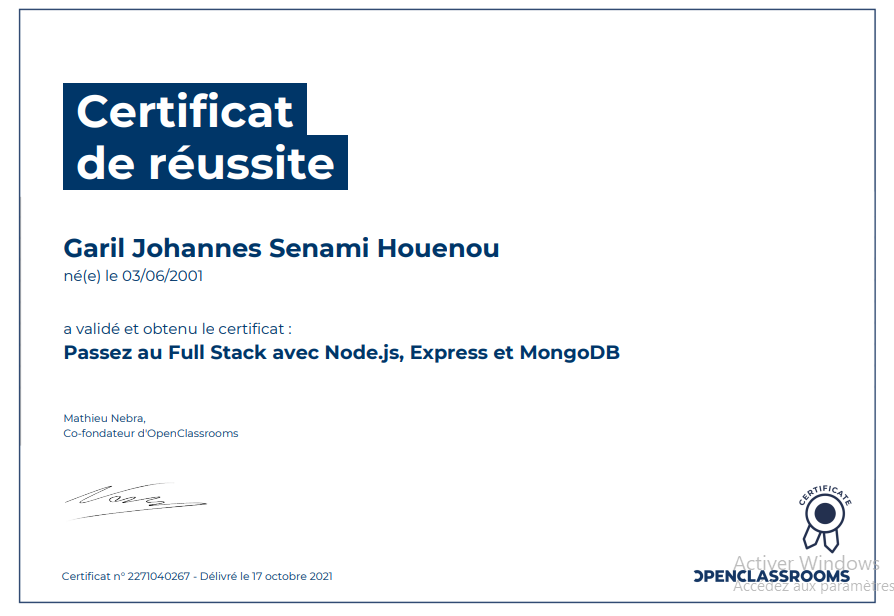 Certificat
de réussite
Garil Johannes Senami Houenou
né(e) le 03/06/2001
a validé et obtenu le certificat :
Passez au Full Stack avec Node.js, Express et MongoDB
Mathieu Nebra,
Co-fondateur d'OpenClassrooms
CERTIFICATE
Activer Windows
Certificat n° 2271040267 - Délivré le 17 octobre 2021
OPENCLASSROOMS
Accédez aux paramètres